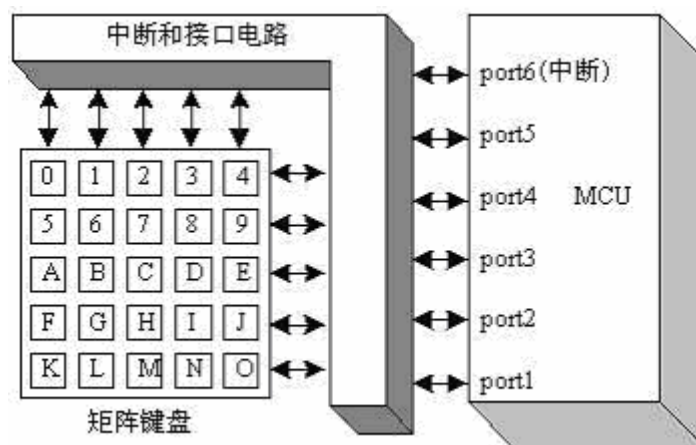 中断和接口电路
port6(中断)
port5
port4 MCU
port3
port2
port1
0 1 2 3 4
5 6 7 8 9
A B C D E
F G H I J
K L M N O
矩阵键盘